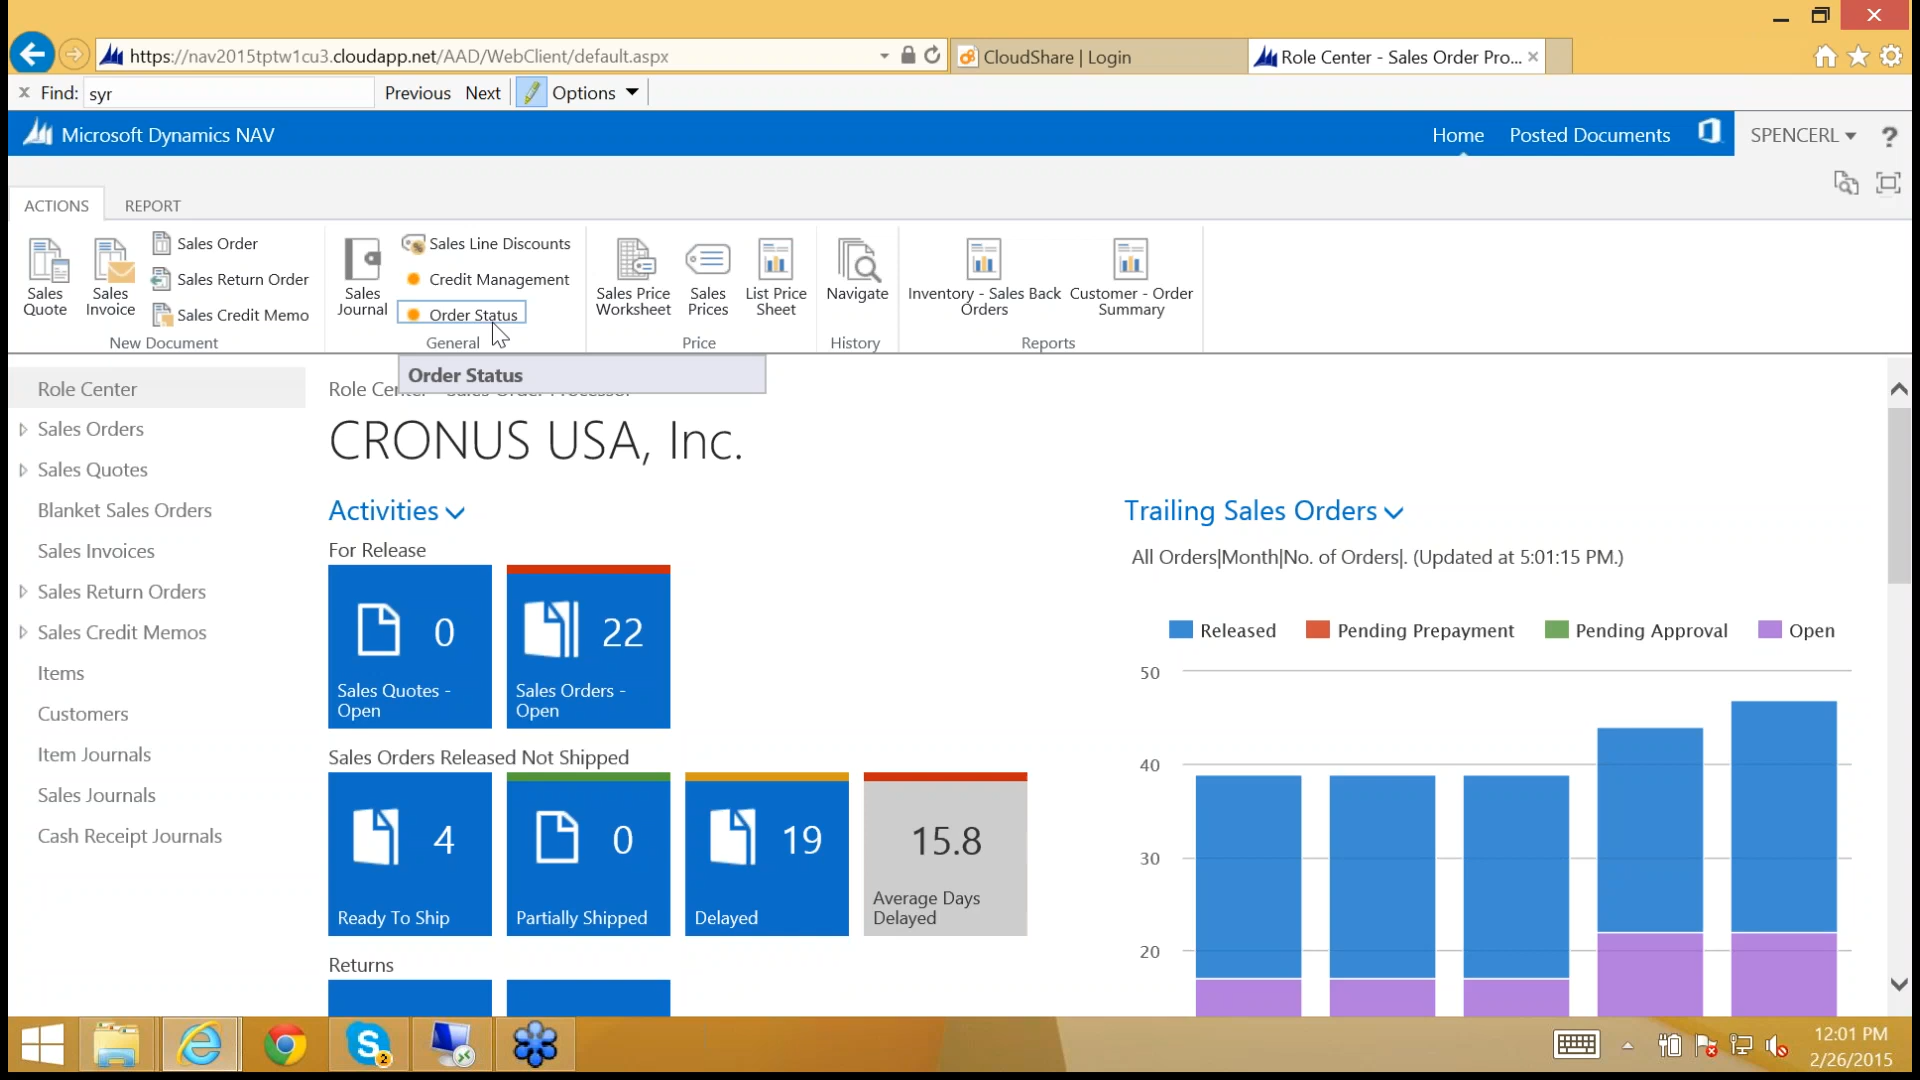 https://nav2015tptw1cu3.cloudapp.net/AAD/WebClient/default.aspx
CloudShare | Login
Role Center - Sales Order Pro...
Find: syr
Previous Next Options
Microsoft Dynamics NAV
Home Posted Documents SPENCERL ?
ACTIONS REPORT
Sales Quote
Sales Invoice
Sales Order
Sales Return Order
Sales Credit Memo
New Document
Sales Journal
Sales Line Discounts
Credit Management
Order Status
General
Sales Price Worksheet
Sales Prices
List Price Sheet
Price
Navigate
History
Inventory - Sales Back Orders
Customer - Order Summary
Reports
Order Status
Role Center
Sales Orders
Sales Quotes
Blanket Sales Orders
Sales Invoices
Sales Return Orders
Sales Credit Memos
Items
Customers
Item Journals
Sales Journals
Cash Receipt Journals
CRONUS USA, Inc.
Activities
For Release
0
Sales Quotes - Open
22
Sales Orders - Open
Sales Orders Released Not Shipped
4
Ready To Ship
0
Partially Shipped
19
Delayed
15.8
Average Days Delayed
Returns
Trailing Sales Orders
All Orders|Month|No. of Orders|. (Updated at 5:01:15 PM.)
Released Pending Prepayment Pending Approval Open
50
40
30
20
2
12:01 PM
2/26/2015